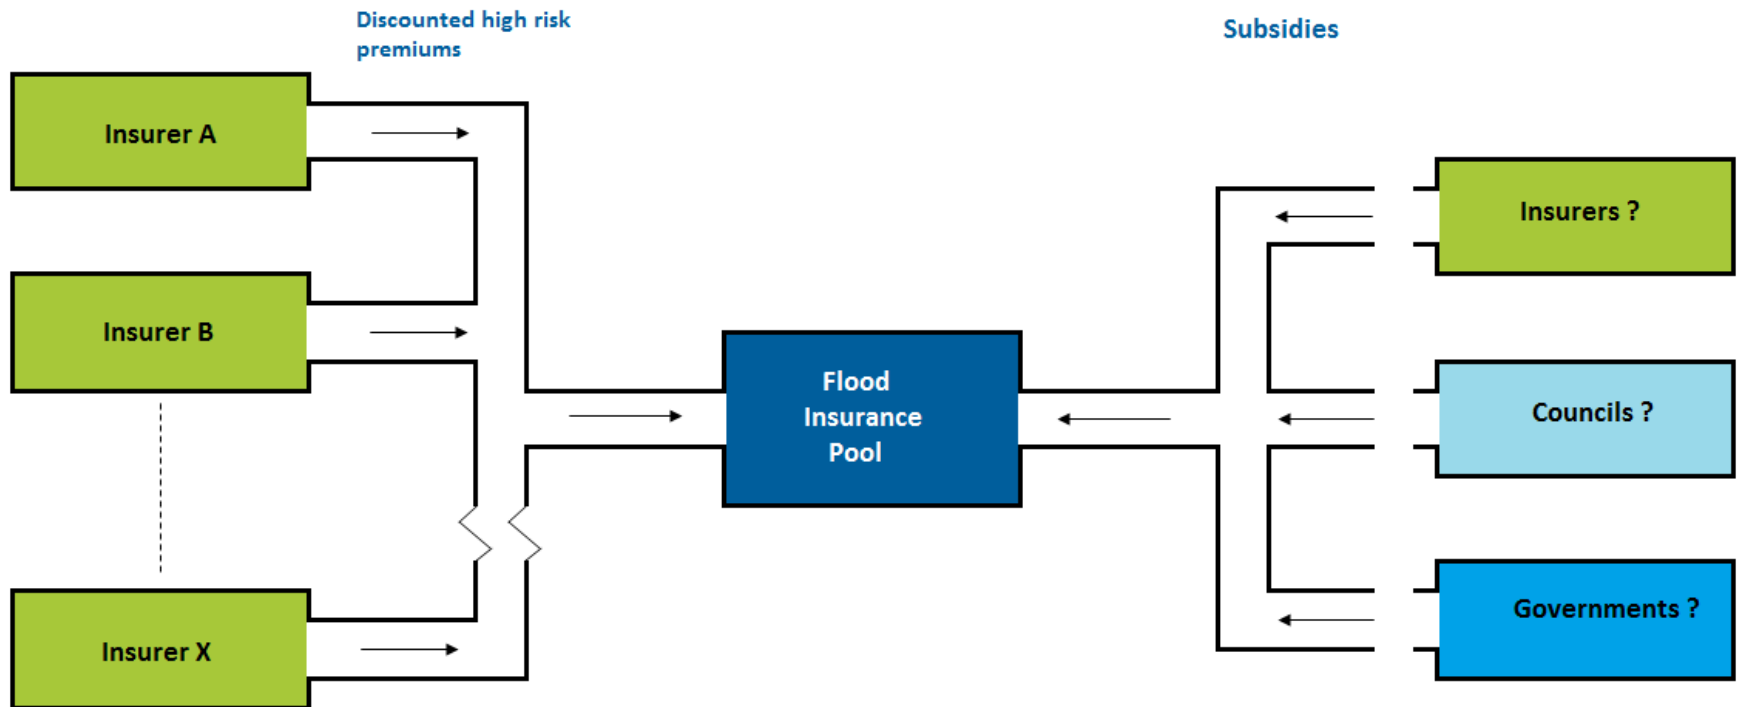 Discounted high risk
premiums
Subsidies
Insurer A
Insurers ?
Insurer B
Flood
Insurance
Pool
Councils ?
Insurer X
Governments ?